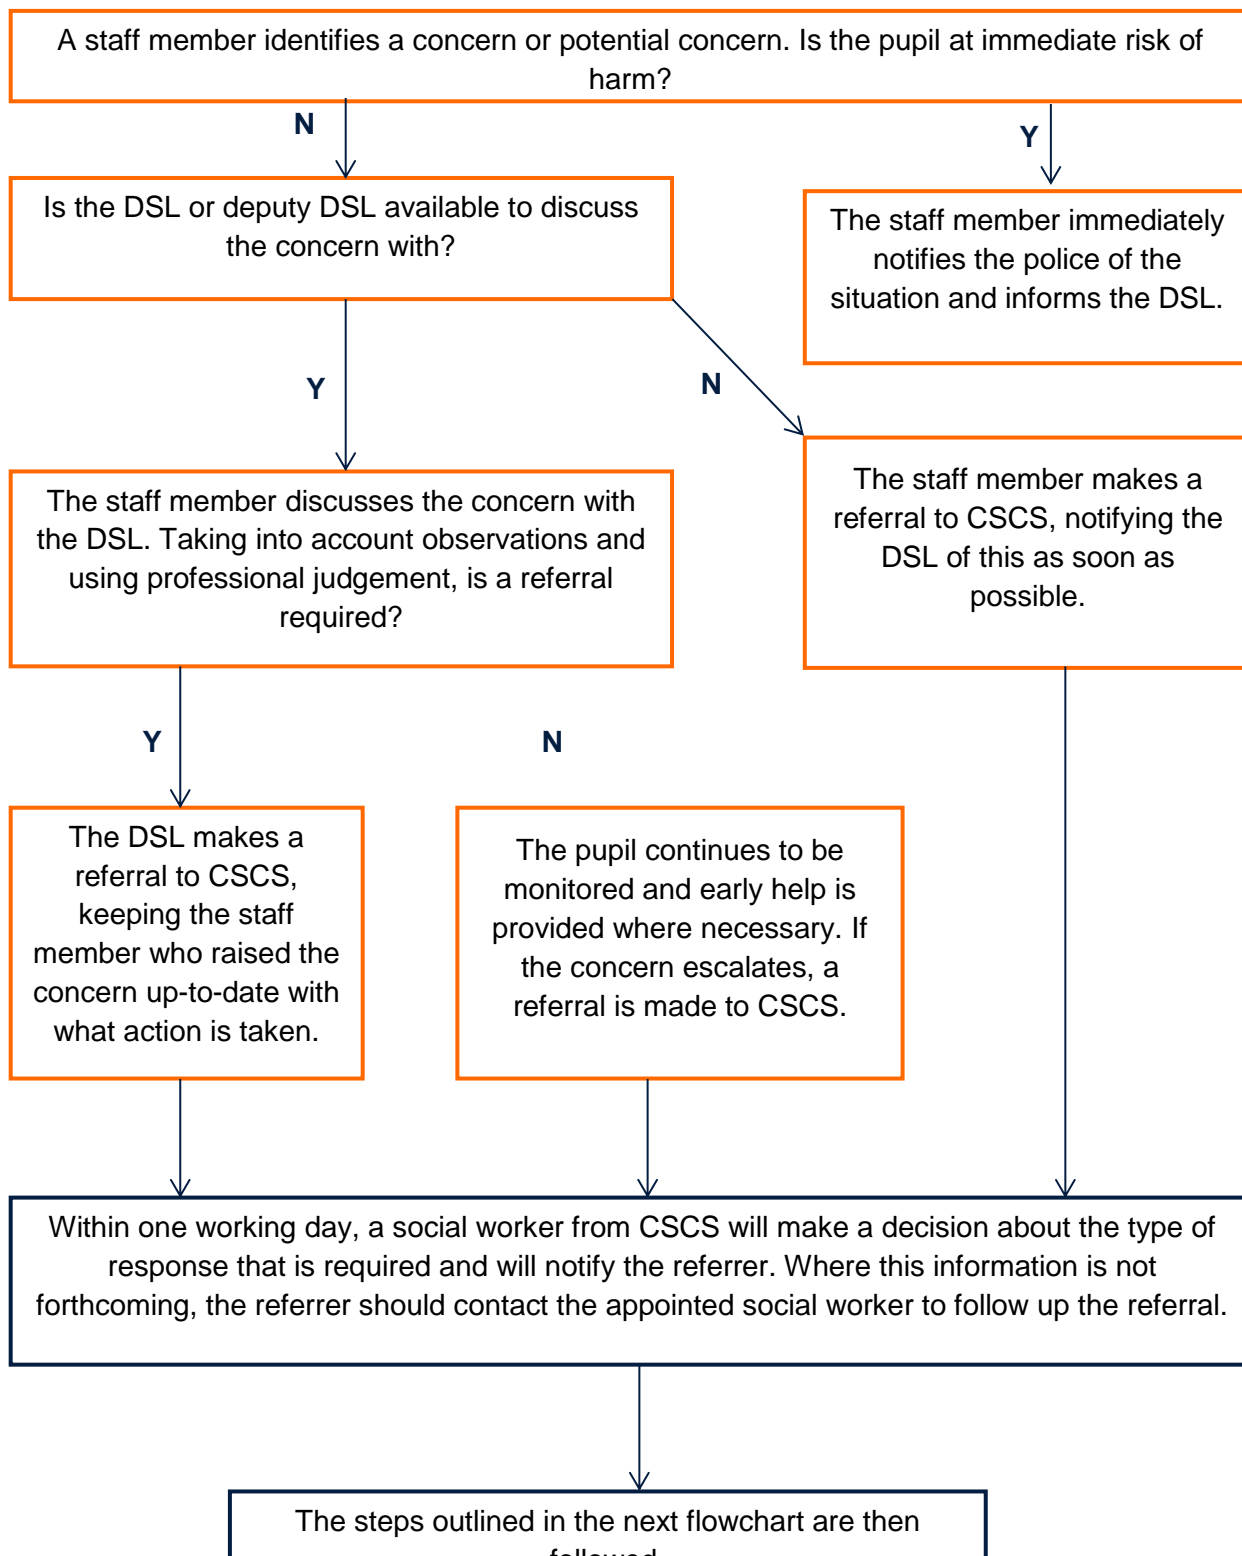 A staff member identifies a concern or potential concern. Is the pupil at immediate risk of
harm?
N
Y
Is the DSL or deputy DSL available to discuss
the concern with?
The staff member immediately
notifies the police of the
situation and informs the DSL.
Y
N
The staff member discusses the concern with
the DSL. Taking into account observations and
using professional judgement, is a referral
required?
The staff member makes a
referral to CSCS, notifying the
DSL of this as soon as
possible.
Y
N
The DSL makes a
referral to CSCS,
keeping the staff
member who raised the
concern up-to-date with
what action is taken.
The pupil continues to be
monitored and early help is
provided where necessary. If
the concern escalates, a
referral is made to CSCS.
Within one working day, a social worker from CSCS will make a decision about the type of
response that is required and will notify the referrer. Where this information is not
forthcoming, the referrer should contact the appointed social worker to follow up the referral.
The steps outlined in the next flowchart are then
followed